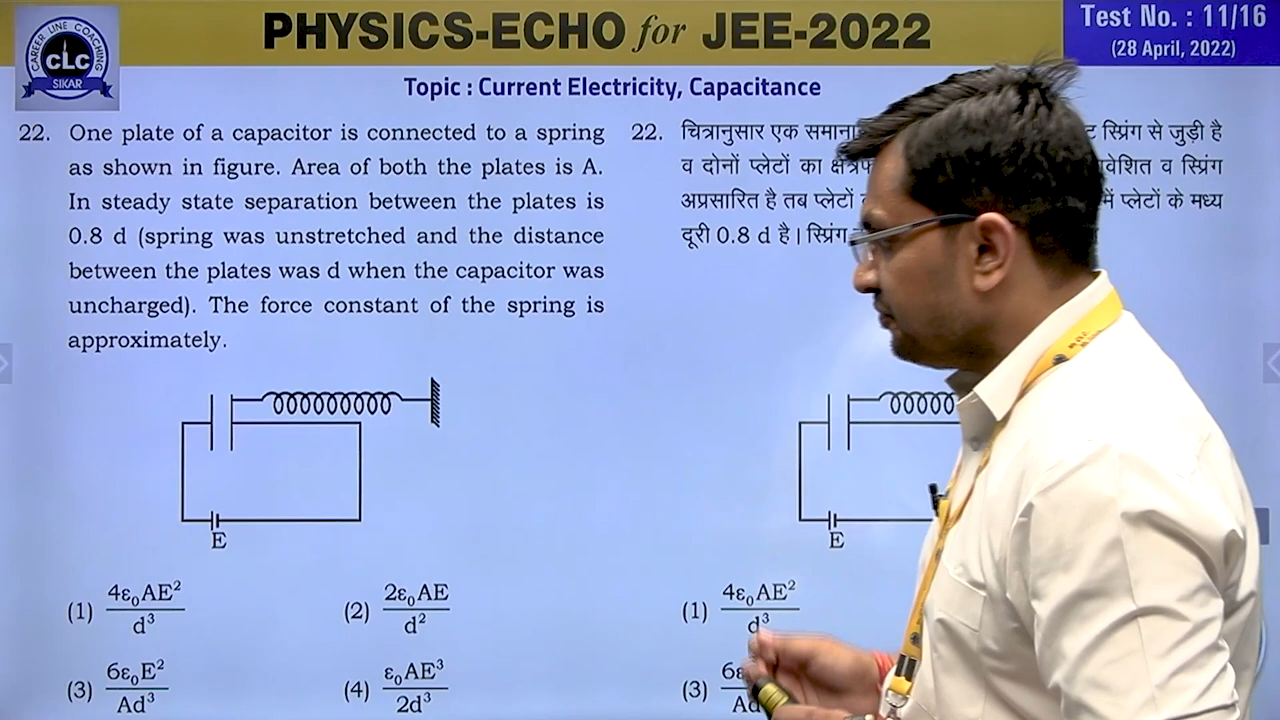 PHYSICS-ECHO for JEE-2022
Test No. : 11/16
(28 April, 2022)
CAREER LINE COACHING
CLC
SIKAR
Topic : Current Electricity, Capacitance
22. One plate of a capacitor is connected to a spring
as shown in figure. Area of both the plates is A.
In steady state separation between the plates is
0.8 d (spring was unstretched and the distance
between the plates was d when the capacitor was
uncharged). The force constant of the spring is
approximately.
E
(1) 4ε₀AE²/d³ (2) 2ε₀AE/d²
(3) 6ε₀E²/Ad³ (4) ε₀AE³/2d³
22. चित्रानुसार एक स्प्रिंग से जुड़ी है
व दोनों प्लेटों का व स्प्रिंग
अप्रसारित है तब प्लेटों में प्लेटों के मध्य
दूरी 0.8 d है। स्प्रिंग
E
(1) 4ε₀AE²/d³
(3)